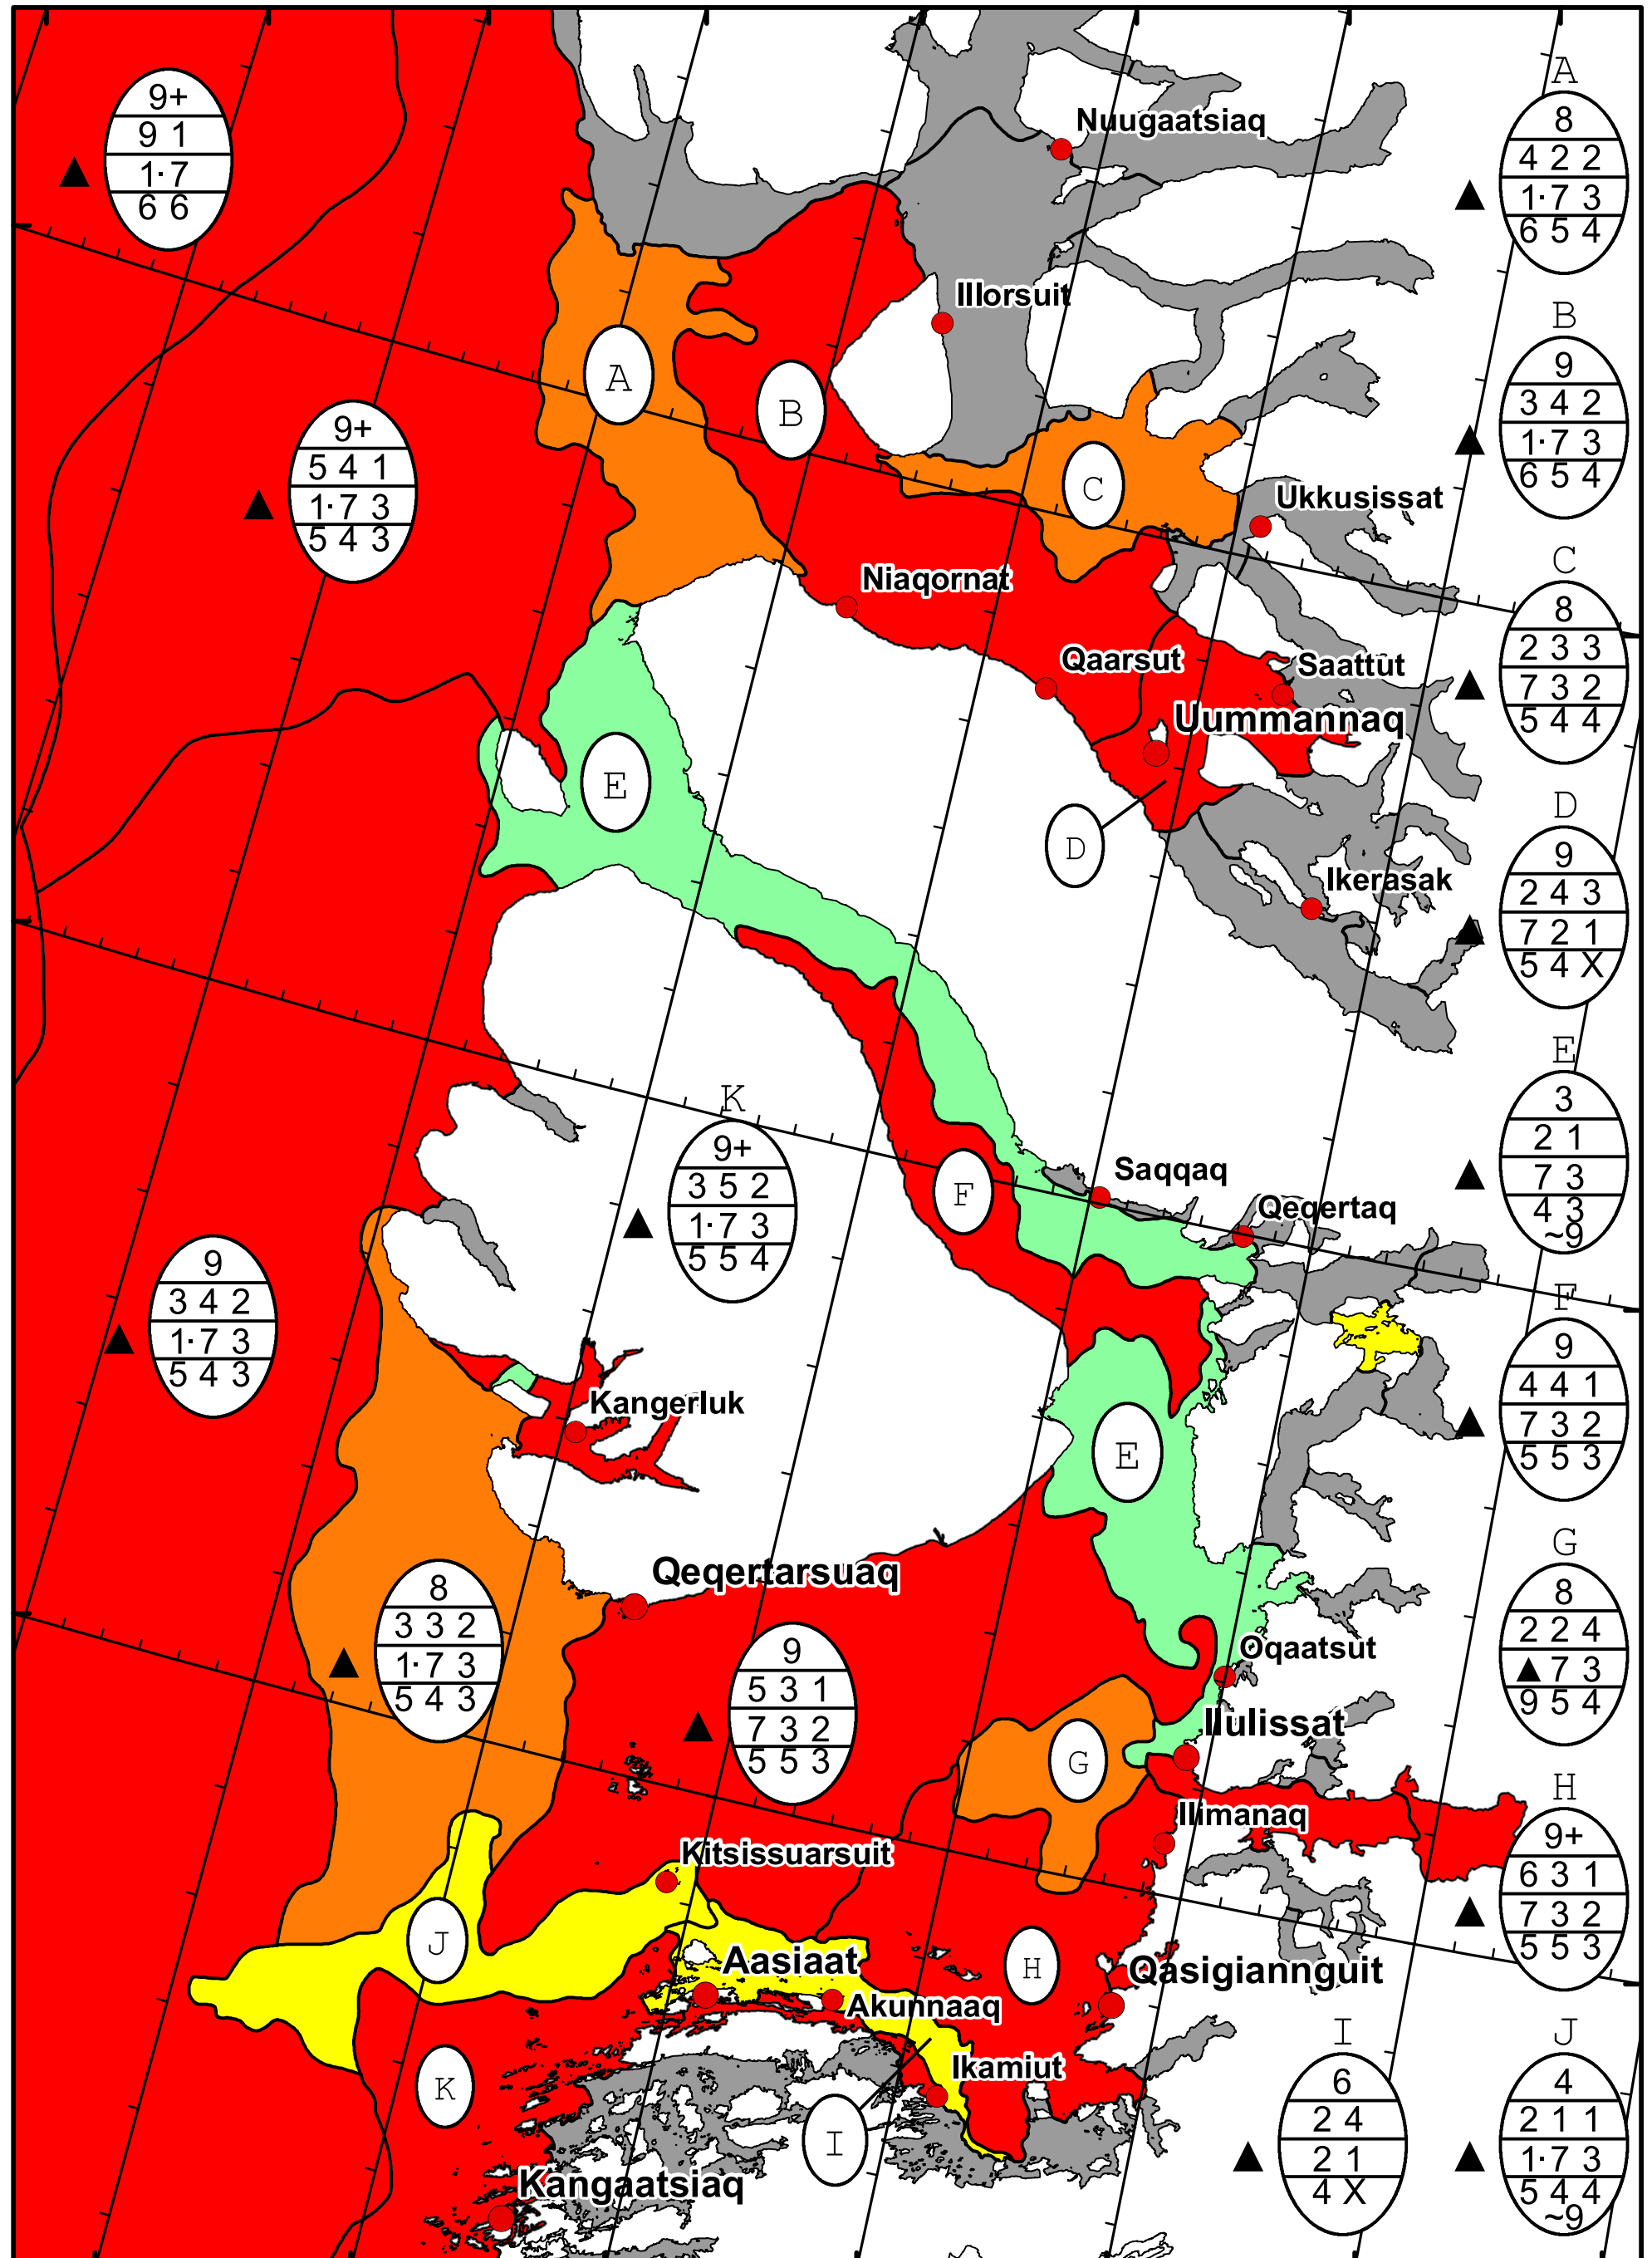 9+
9 1
1· 7
6 6
9+
5 4 1
1· 7 3
5 4 3
9
3 4 2
1· 7 3
5 4 3
8
3 3 2
1· 7 3
5 4 3
9
5 3 1
7 3 2
5 5 3
K
9+
3 5 2
1· 7 3
5 5 4
A
8
4 2 2
1· 7 3
6 5 4
B
9
3 4 2
1· 7 3
6 5 4
C
8
2 3 3
7 3 2
5 4 4
D
9
2 4 3
7 2 1
5 4 X
E
3
2 1
7 3
4 3
~9
F
9
4 4 1
7 3 2
5 5 3
G
8
2 2 4
▲ 7 3
9 5 4
H
9+
6 3 1
7 3 2
5 5 3
I
6
2 4
2 1
4 X
J
4
2 1 1
1· 7 3
5 4 4
~9
Nuugaatsiaq
Illorsuit
A
B
C
Ukkusissat
Niaqornat
Qaarsut
Saattut
Uummannaq
E
D
Ikerasak
F
Saqqaq
Qeqertaq
Kangerluk
E
Qeqertarsuaq
Oqaatsut
Ilulissat
G
Ilimanaq
Kitsissuarsuit
J
Aasiaat
H
Qasigiannguit
Akunnaaq
K
Ikamiut
I
Kangaatsiaq